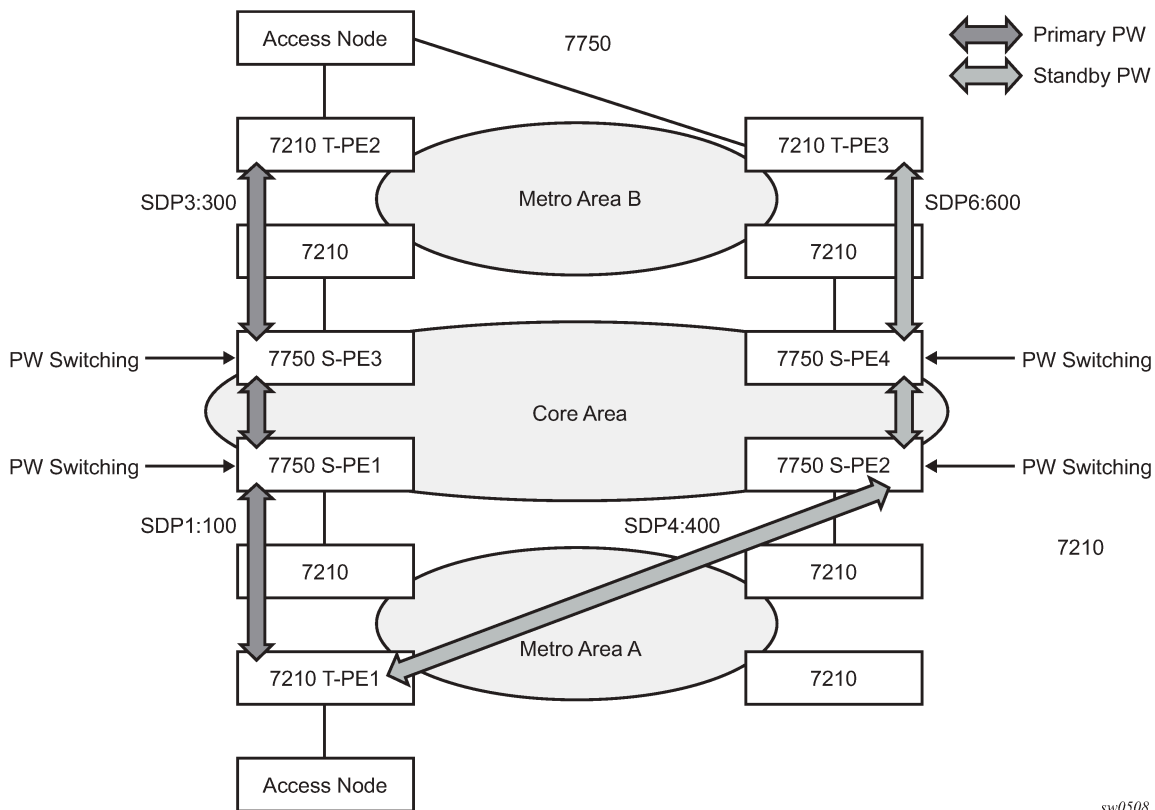 Access Node
7750
Primary PW
Standby PW
7210 T-PE2
7210 T-PE3
Metro Area B
SDP3:300
SDP6:600
7210
7210
PW Switching
7750 S-PE3
7750 S-PE4
PW Switching
Core Area
PW Switching
7750 S-PE1
7750 S-PE2
PW Switching
SDP1:100
SDP4:400
7210
7210
7210
Metro Area A
7210 T-PE1
7210
Access Node
sw0508